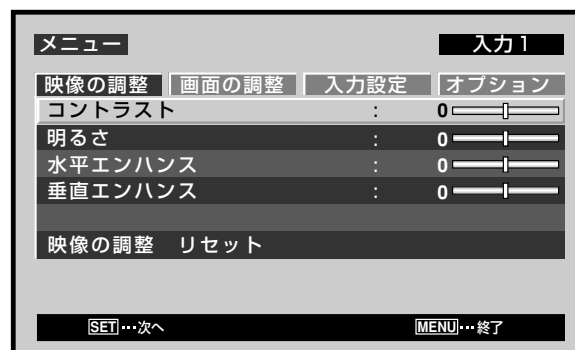 メニュー 入力1
映像の調整 画面の調整 入力設定 オプション
コントラスト : 0
明るさ : 0
水平エンハンス : 0
垂直エンハンス : 0
映像の調整 リセット
SET…次へ MENU…終了